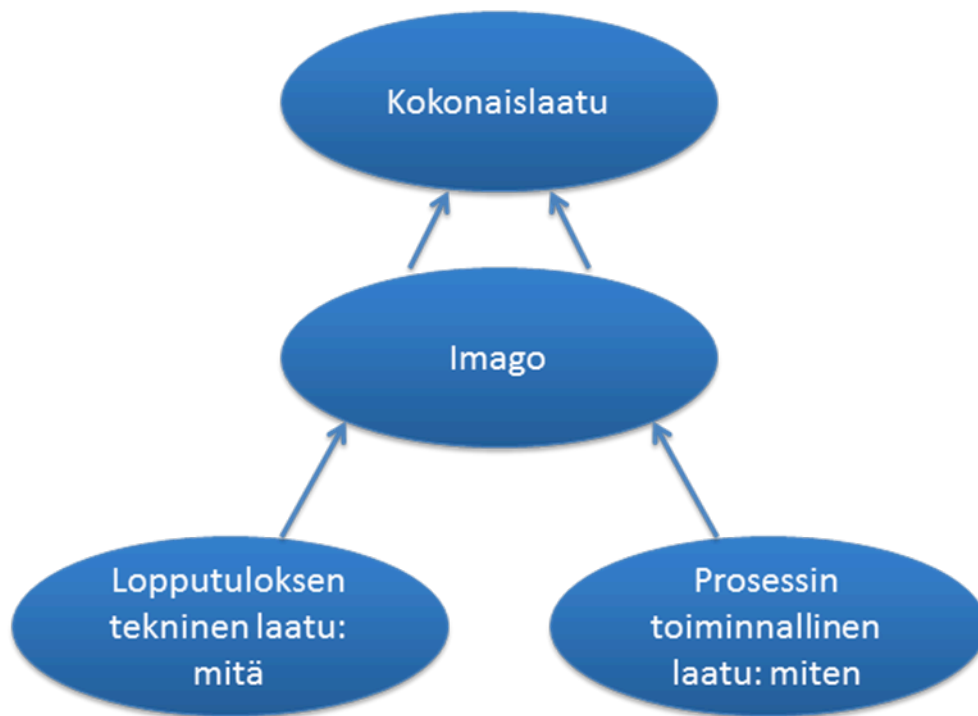 Kokonaislaatu
Imago
Lopputuloksen
tekninen laatu:
mitä
Prosessin
toiminnallinen
laatu: miten